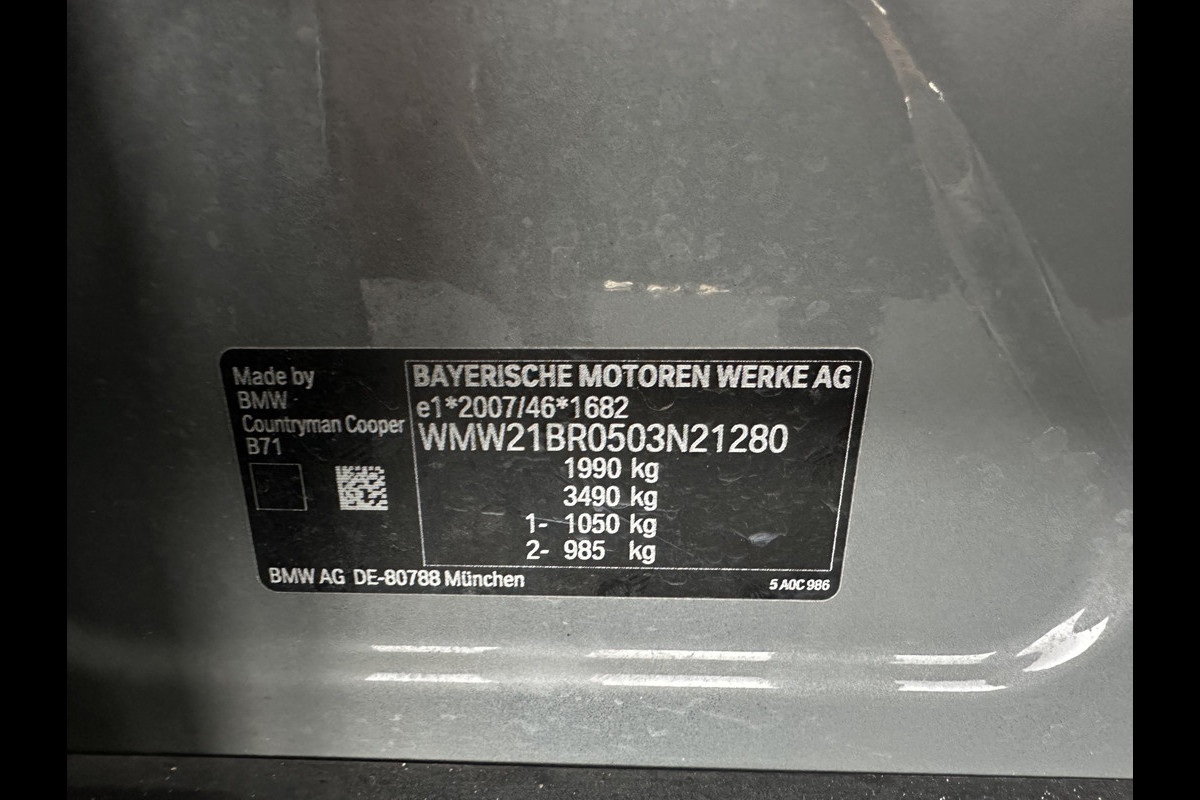 Made by
BMW
Countryman Cooper
B71
BAYERISCHE MOTOREN WERKE AG
e1*2007/46*1682
WMW21BR0503N21280
1990 kg
3490 kg
1- 1050 kg
2- 985 kg
BMW AG DE-80788 München
5 A0C 986